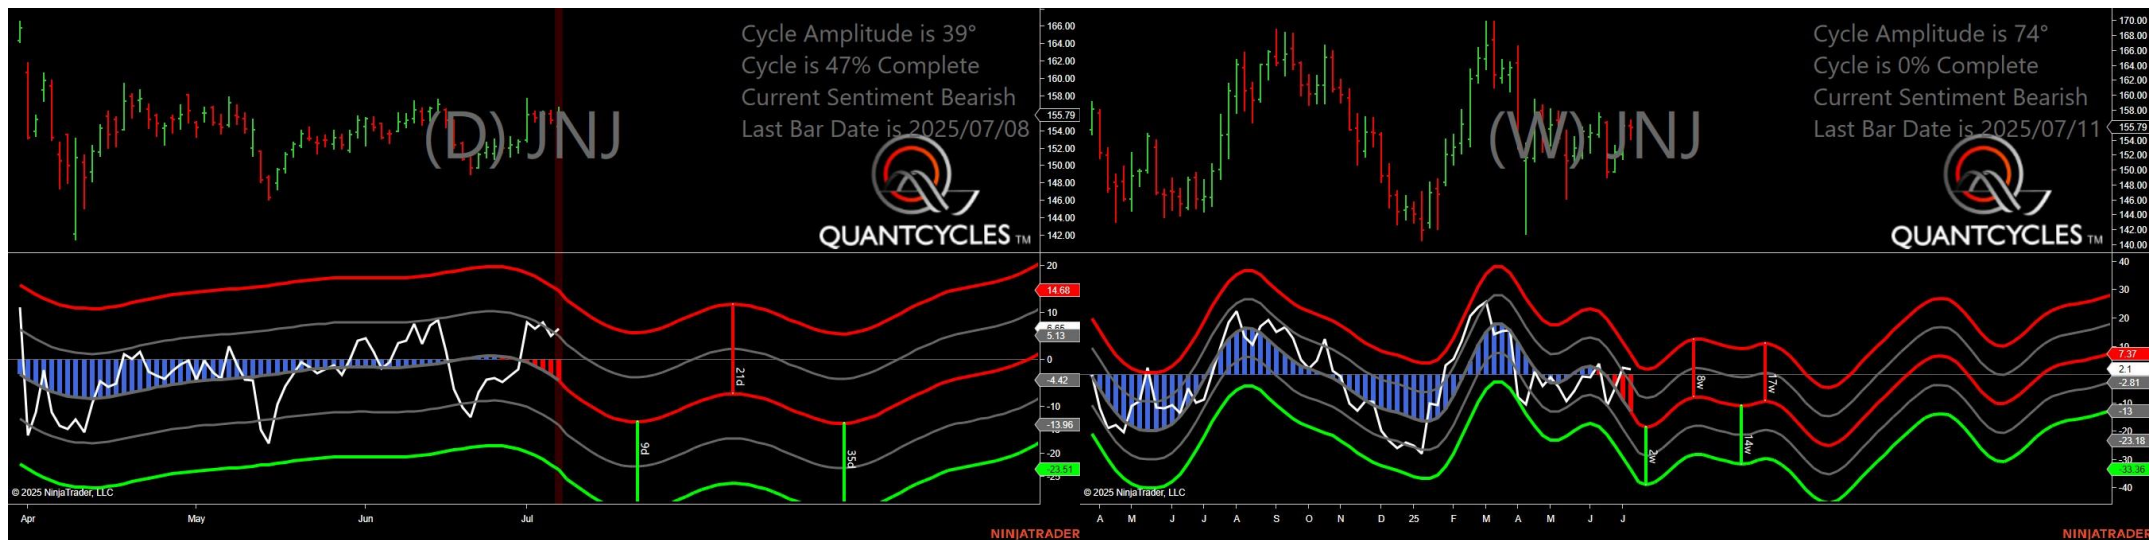 Cycle Amplitude is 39°
Cycle is 47% Complete
Current Sentiment Bearish
Last Bar Date is 2025/07/08
(D) JNJ
QUANTCYCLES TM
166.00
164.00
162.00
160.00
158.00
155.79
154.00
152.00
150.00
148.00
146.00
144.00
142.00
20
14.68
10
6.65
5.13
0
-4.42
-10
-13.96
-20
-23.51
-25
9d
21d
35d
© 2025 NinjaTrader, LLC
Apr May Jun Jul
NINJATRADER
Cycle Amplitude is 74°
Cycle is 0% Complete
Current Sentiment Bearish
Last Bar Date is 2025/07/11
(W) JNJ
QUANTCYCLES TM
170.00
168.00
166.00
164.00
162.00
160.00
158.00
155.79
154.00
152.00
150.00
148.00
146.00
144.00
142.00
140.00
40
30
20
7.37
2.1
-2.81
-10
-13
-20
-23.18
-30
-33.36
-40
2w
8w
14w
17w
© 2025 NinjaTrader, LLC
A M J J A S O N D 25 F M A M J J
NINJATRADER